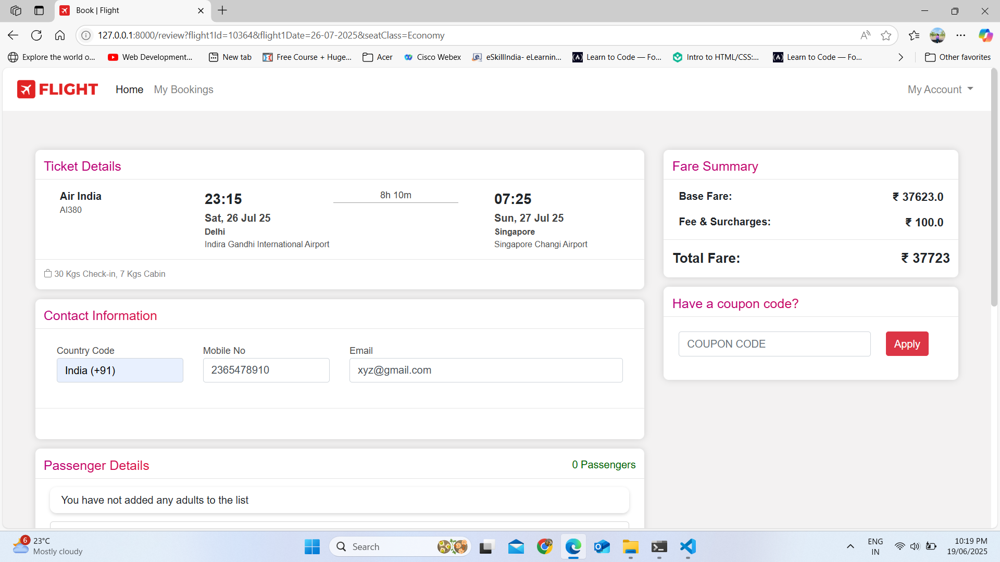 Book | Flight
127.0.0.1:8000/review?flight1Id=10364&flight1Date=26-07-2025&seatClass=Economy
Explore the world o...
Web Development...
New tab
Free Course + Huge...
Acer
Cisco Webex
eSkillIndia- eLearnin...
Learn to Code — Fo...
Intro to HTML/CSS:...
Learn to Code — Fo...
Other favorites
FLIGHT
Home
My Bookings
My Account
Ticket Details
Air India
AI380
23:15
Sat, 26 Jul 25
Delhi
Indira Gandhi International Airport
8h 10m
07:25
Sun, 27 Jul 25
Singapore
Singapore Changi Airport
30 Kgs Check-in, 7 Kgs Cabin
Fare Summary
Base Fare: ₹ 37623.0
Fee & Surcharges: ₹ 100.0
Total Fare: ₹ 37723
Have a coupon code?
COUPON CODE
Apply
Contact Information
Country Code
India (+91)
Mobile No
2365478910
Email
xyz@gmail.com
Passenger Details
0 Passengers
You have not added any adults to the list
6
23°C
Mostly cloudy
Search
ENG
IN
10:19 PM
19/06/2025